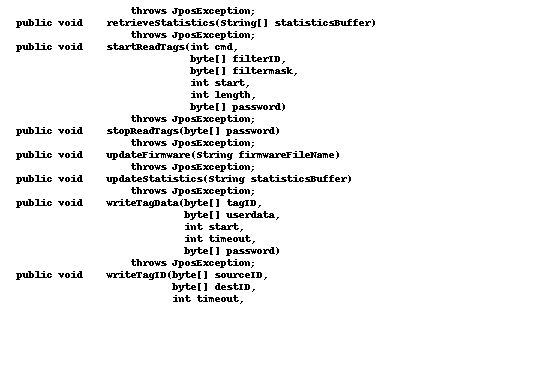 throws JposException;
public void retrieveStatistics(String[] statisticsBuffer)
throws JposException;
public void startReadTags(int cmd,
byte[] filterID,
byte[] filtermask,
int start,
int length,
byte[] password)
throws JposException;
public void stopReadTags(byte[] password)
throws JposException;
public void updateFirmware(String firmwareFileName)
throws JposException;
public void updateStatistics(String statisticsBuffer)
throws JposException;
public void writeTagData(byte[] tagID,
byte[] userdata,
int start,
int timeout,
byte[] password)
throws JposException;
public void writeTagID(byte[] sourceID,
byte[] destID,
int timeout,